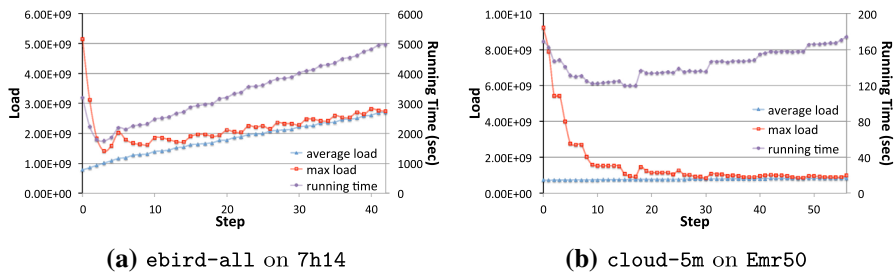 6.00E+09
5.00E+09
4.00E+09
3.00E+09
2.00E+09
1.00E+09
0.00E+00
Load
6000
5000
4000
3000
2000
1000
0
Running Time (sec)
0
10
20
30
40
Step
average load
max load
running time
(a) ebird-all on 7h14
1.00E+10
8.00E+09
6.00E+09
4.00E+09
2.00E+09
0.00E+00
Load
200
160
120
80
40
0
Running Time (sec)
0
10
20
30
40
50
Step
average load
max load
running time
(b) cloud-5m on Emr50